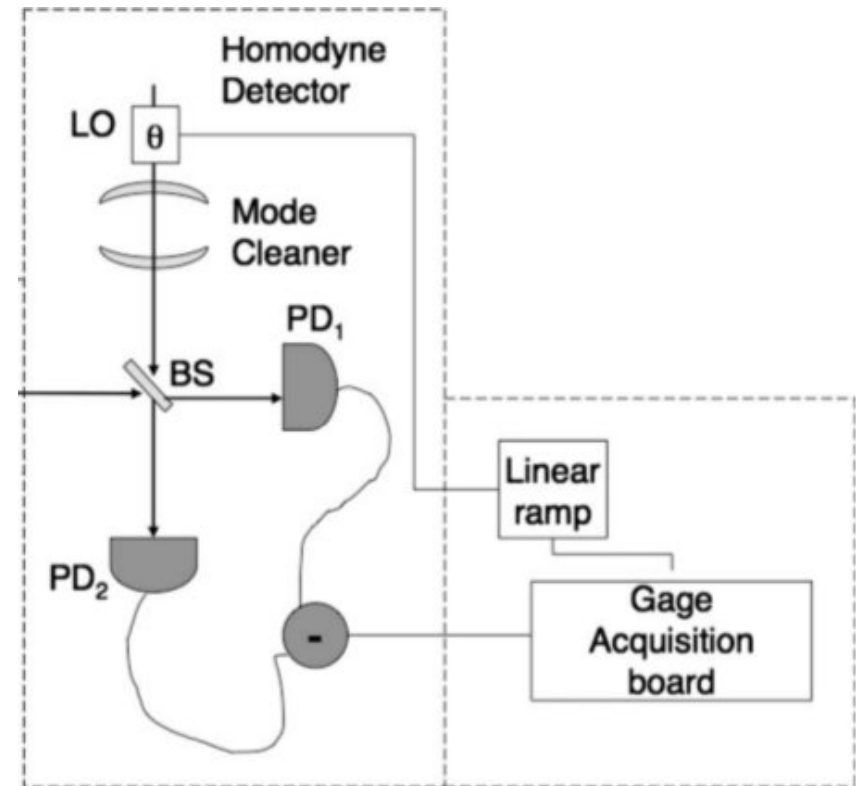 Homodyne
Detector
LO
θ
Mode
Cleaner
PD1
BS
Linear
ramp
PD2
-
Gage
Acquisition
board